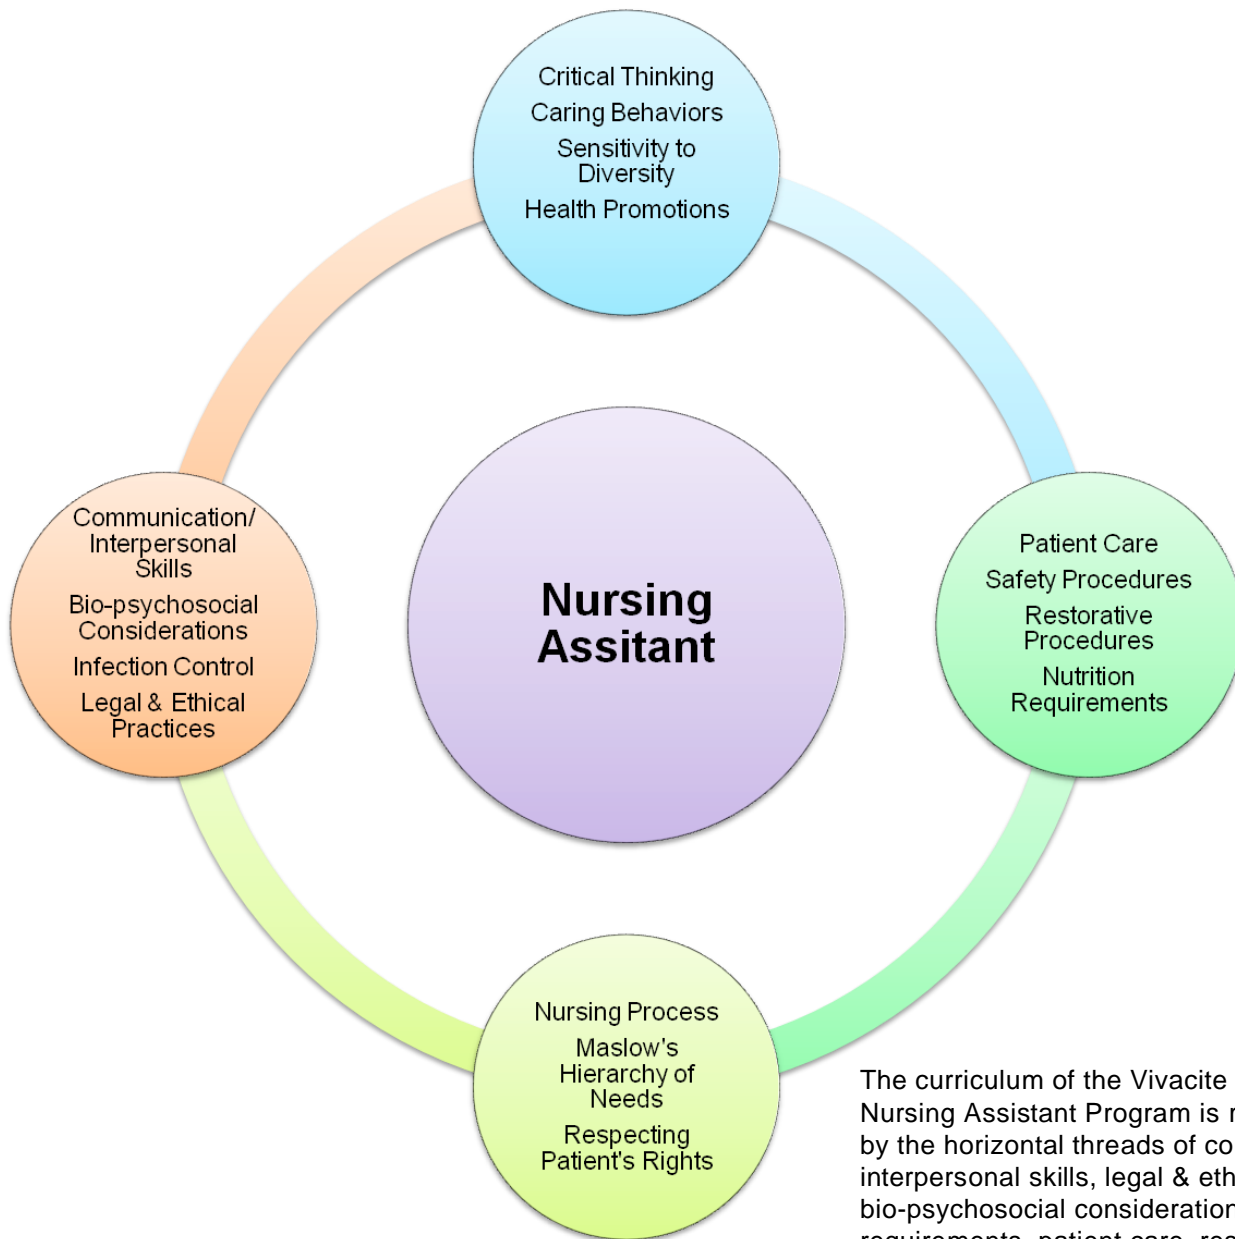 Critical Thinking
Caring Behaviors
Sensitivity to
Diversity
Health Promotions
Communication/
Interpersonal
Skills
Bio-psychosocial
Considerations
Infection Control
Legal & Ethical
Practices
Nursing
Assitant
Patient Care
Safety Procedures
Restorative
Procedures
Nutrition
Requirements
Nursing Process
Maslow's
Hierarchy of
Needs
Respecting
Patient's Rights
The curriculum of the Vivacite
Nursing Assistant Program is
by the horizontal threads of
interpersonal skills, legal &
bio-psychosocial
requirements, patient care,